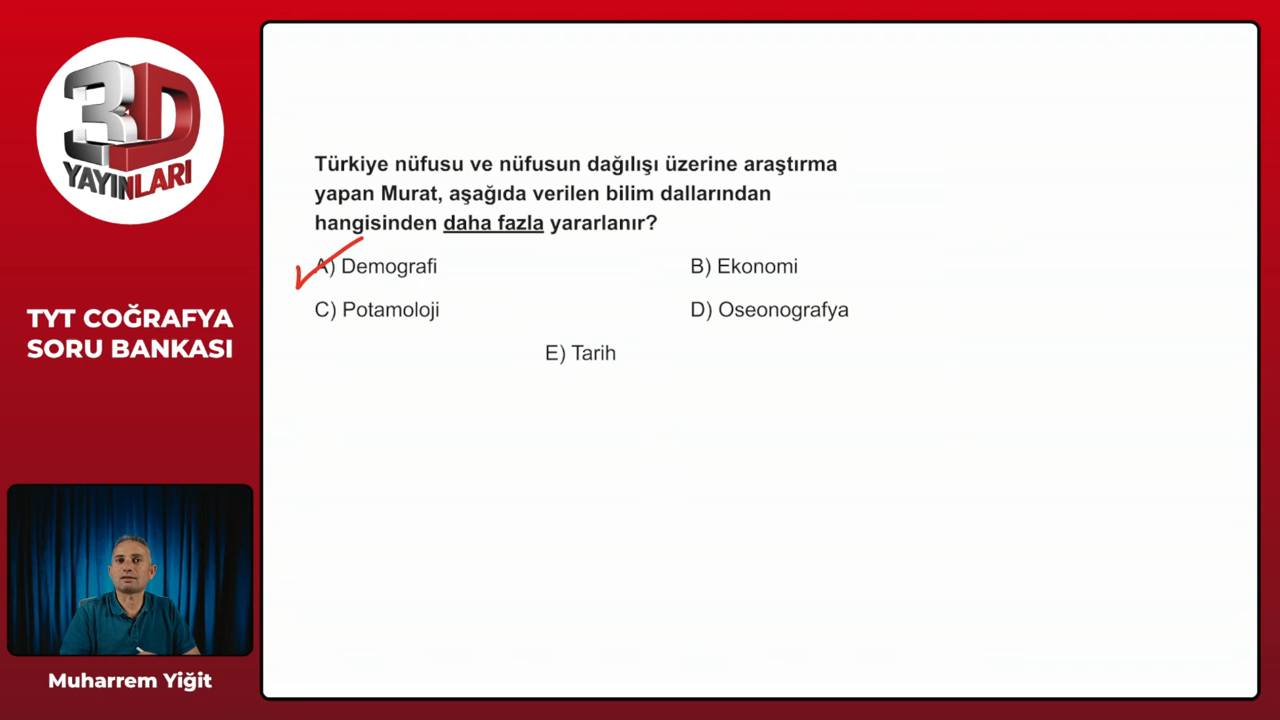 3D
YAYINLARI
TYT COĞRAFYA
SORU BANKASI
Muharrem Yiğit
Türkiye nüfusu ve nüfusun dağılışı üzerine araştırma
yapan Murat, aşağıda verilen bilim dallarından
hangisinden daha fazla yararlanır?
A) Demografi
B) Ekonomi
C) Potamoloji
D) Oseonografya
E) Tarih